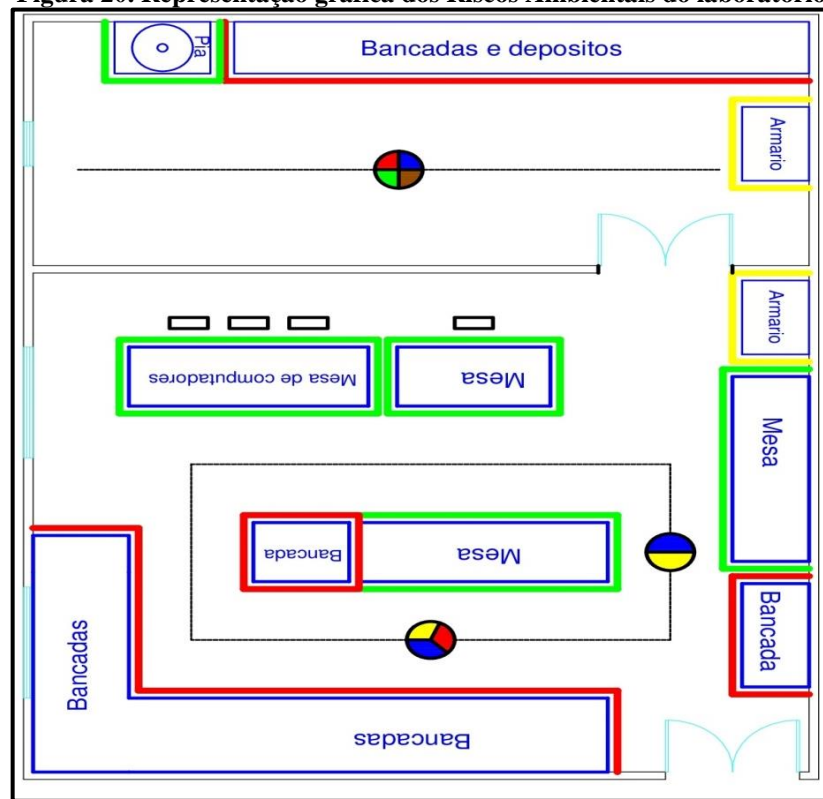 Figura 20. Representação gráfica dos Riscos Ambientais do laboratório
Pia
Bancadas e depositos
Armario
Armario
Mesa de computadores
Mesa
Mesa
Bancada
Mesa
Bancadas
Bancada
Bancadas